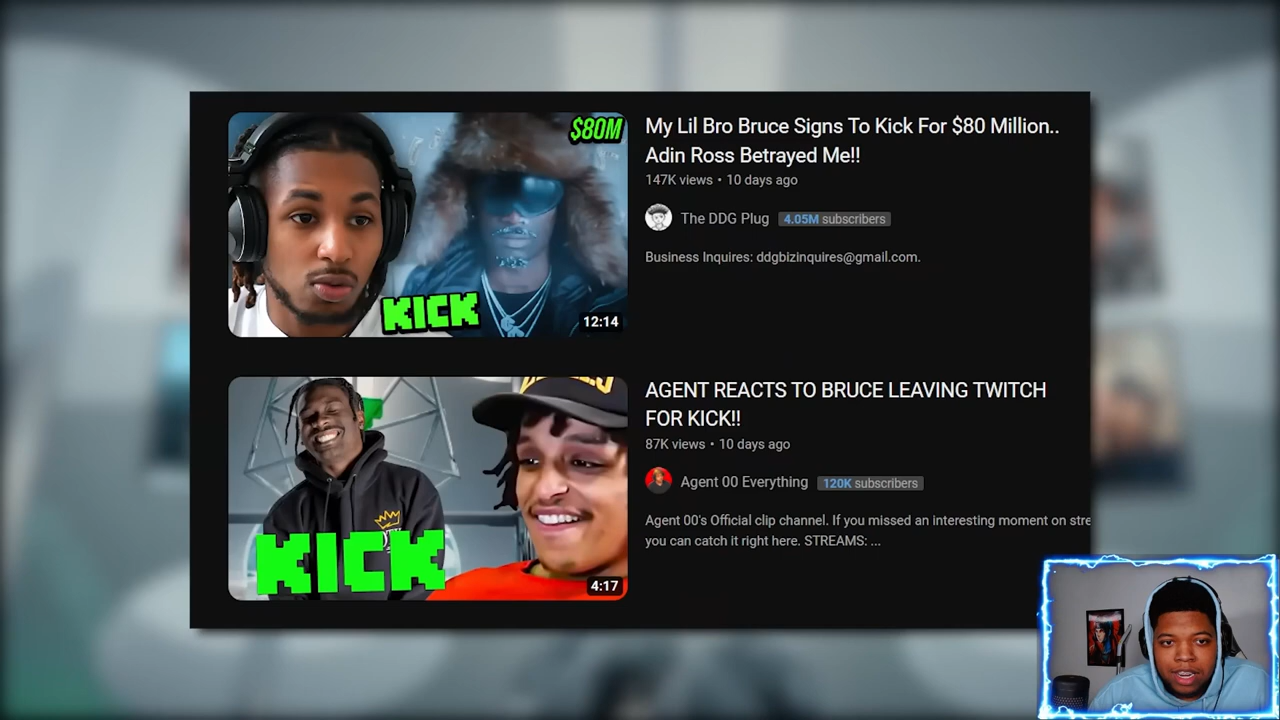 $80M
KICK
12:14
My Lil Bro Bruce Signs To Kick For $80 Million..
Adin Ross Betrayed Me!!
147K views • 10 days ago
The DDG Plug 4.05M subscribers
Business Inquires: ddgbizinquires@gmail.com.
KICK
4:17
AGENT REACTS TO BRUCE LEAVING TWITCH
FOR KICK!!
87K views • 10 days ago
Agent 00 Everything 120K subscribers
Agent 00's Official clip channel. If you missed an interesting moment on stre
you can catch it right here. STREAMS: ...